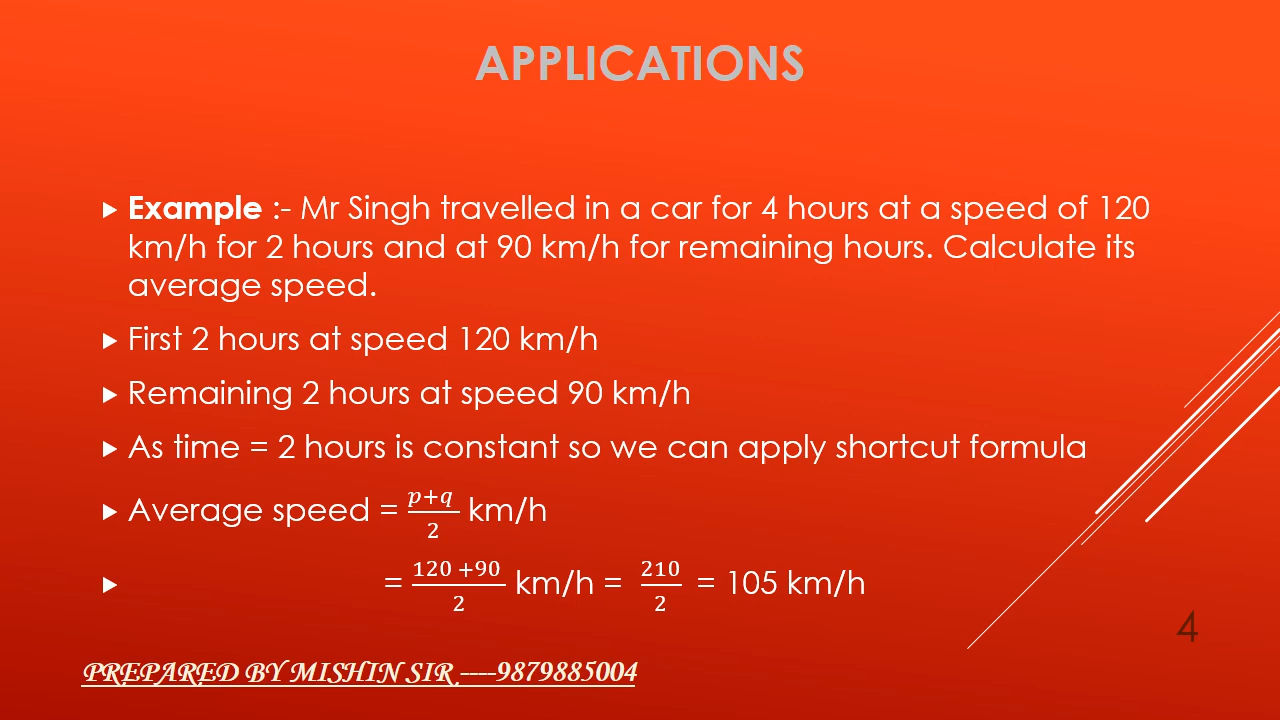 APPLICATIONS
Example :- Mr Singh travelled in a car for 4 hours at a speed of 120
km/h for 2 hours and at 90 km/h for remaining hours. Calculate its
average speed.
First 2 hours at speed 120 km/h
Remaining 2 hours at speed 90 km/h
As time = 2 hours is constant so we can apply shortcut formula
Average speed = p+q/2 km/h
= 120 +90/2 km/h = 210/2 = 105 km/h
4
PREPARED BY MISHIN SIR ----9879885004